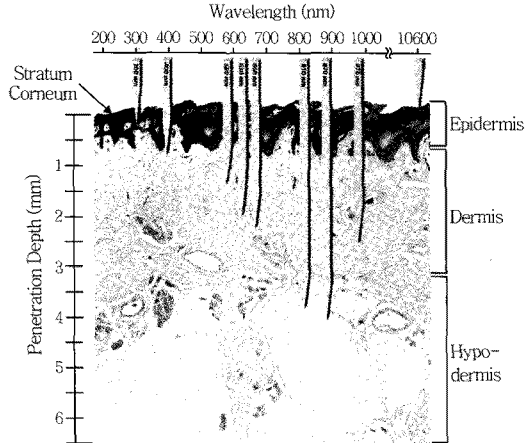 Wavelength (nm)
200 300 400 500 600 700 800 900 1000 10600
Stratum
Corneum
Epidermis
Dermis
Hypo-
dermis
Penetration Depth (mm)
1
2
3
4
5
6